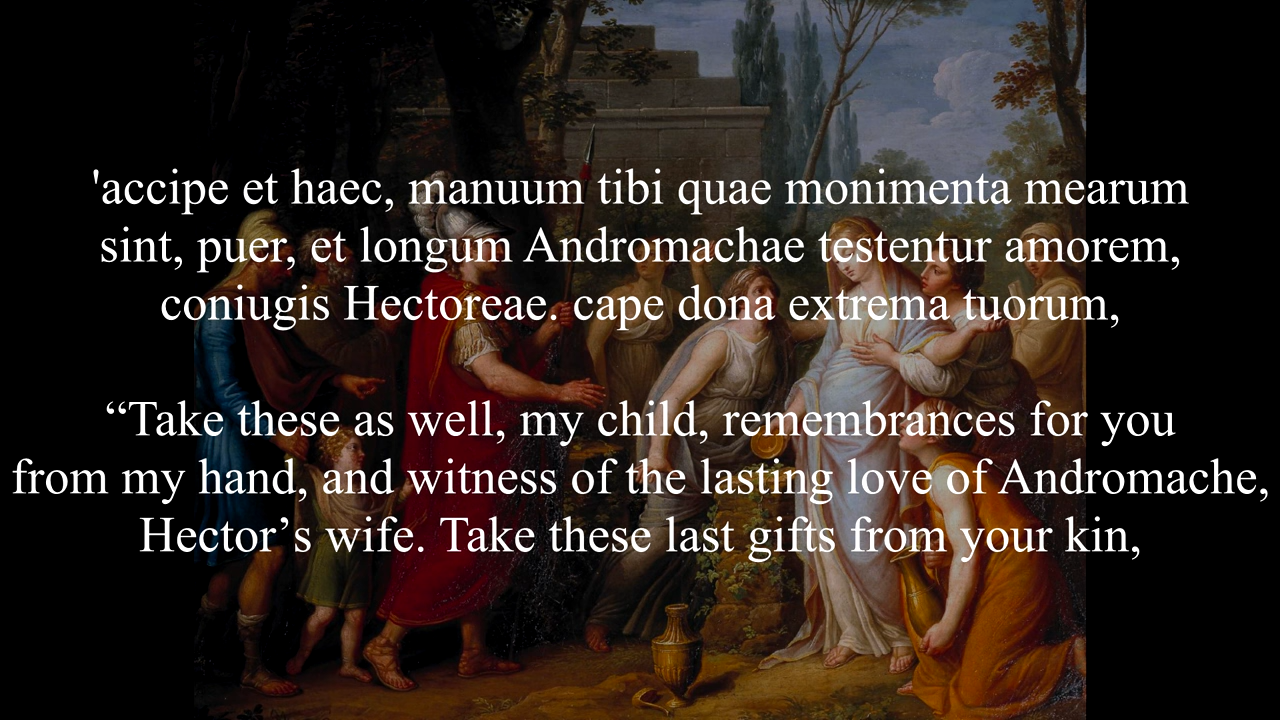 'accipe et haec, manuum tibi quae monimenta mearum
sint, puer, et longum Andromachae testentur amorem,
coniugis Hectoreae. cape dona extrema tuorum,
“Take these as well, my child, remembrances for you
from my hand, and witness of the lasting love of Andromache,
Hector’s wife. Take these last gifts from your kin,